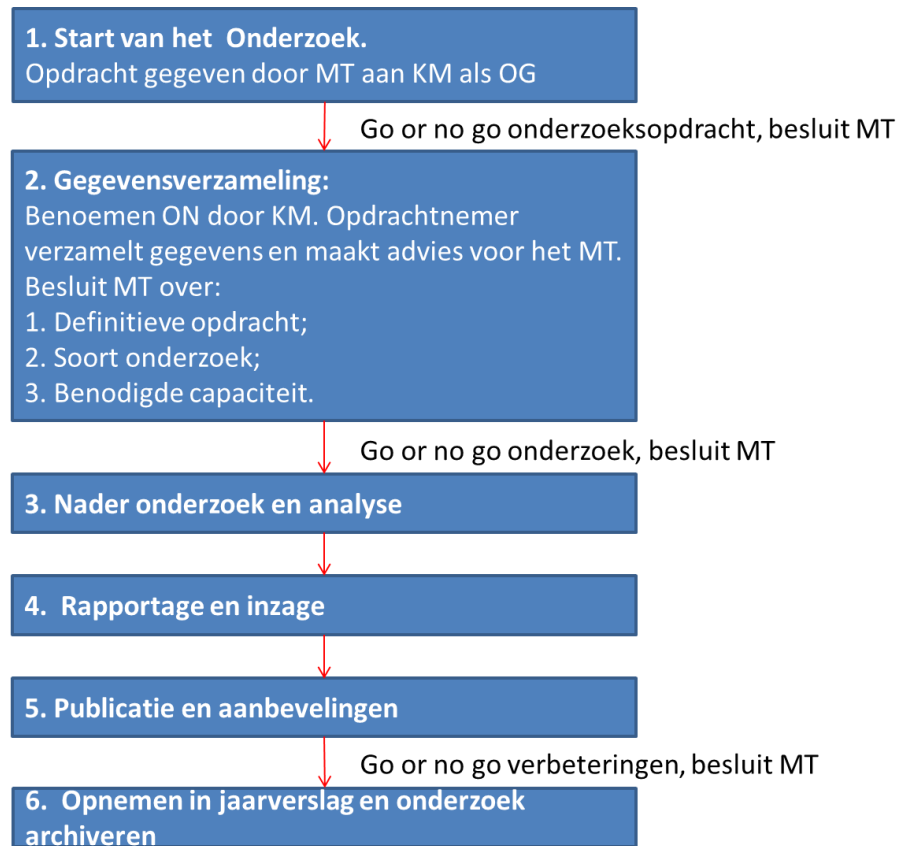 1. Start van het Onderzoek.
Opdracht gegeven door MT aan KM als OG
Go or no go onderzoeksopdracht, besluit MT
2. Gegevensverzameling:
Benoemen ON door KM. Opdrachtnemer
verzamelt gegevens en maakt advies voor het MT.
Besluit MT over:
1. Definitieve opdracht;
2. Soort onderzoek;
3. Benodigde capaciteit.
Go or no go onderzoek, besluit MT
3. Nader onderzoek en analyse
4. Rapportage en inzage
5. Publicatie en aanbevelingen
Go or no go verbeteringen, besluit MT
6. Opnemen in jaarverslag en onderzoek
archiveren